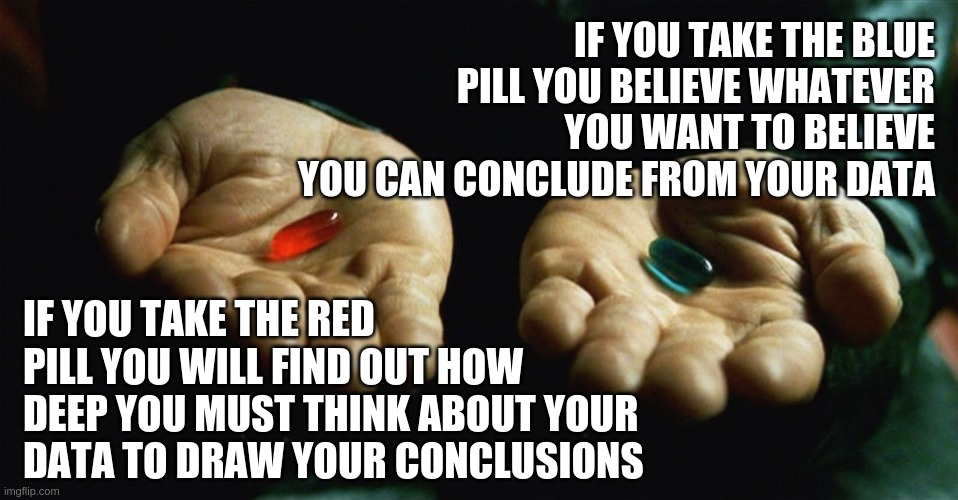 IF YOU TAKE THE BLUE
PILL YOU BELIEVE WHATEVER
YOU WANT TO BELIEVE
YOU CAN CONCLUDE FROM YOUR DATA
IF YOU TAKE THE RED
PILL YOU WILL FIND OUT HOW
DEEP YOU MUST THINK ABOUT YOUR
DATA TO DRAW YOUR CONCLUSIONS
imgflip.com